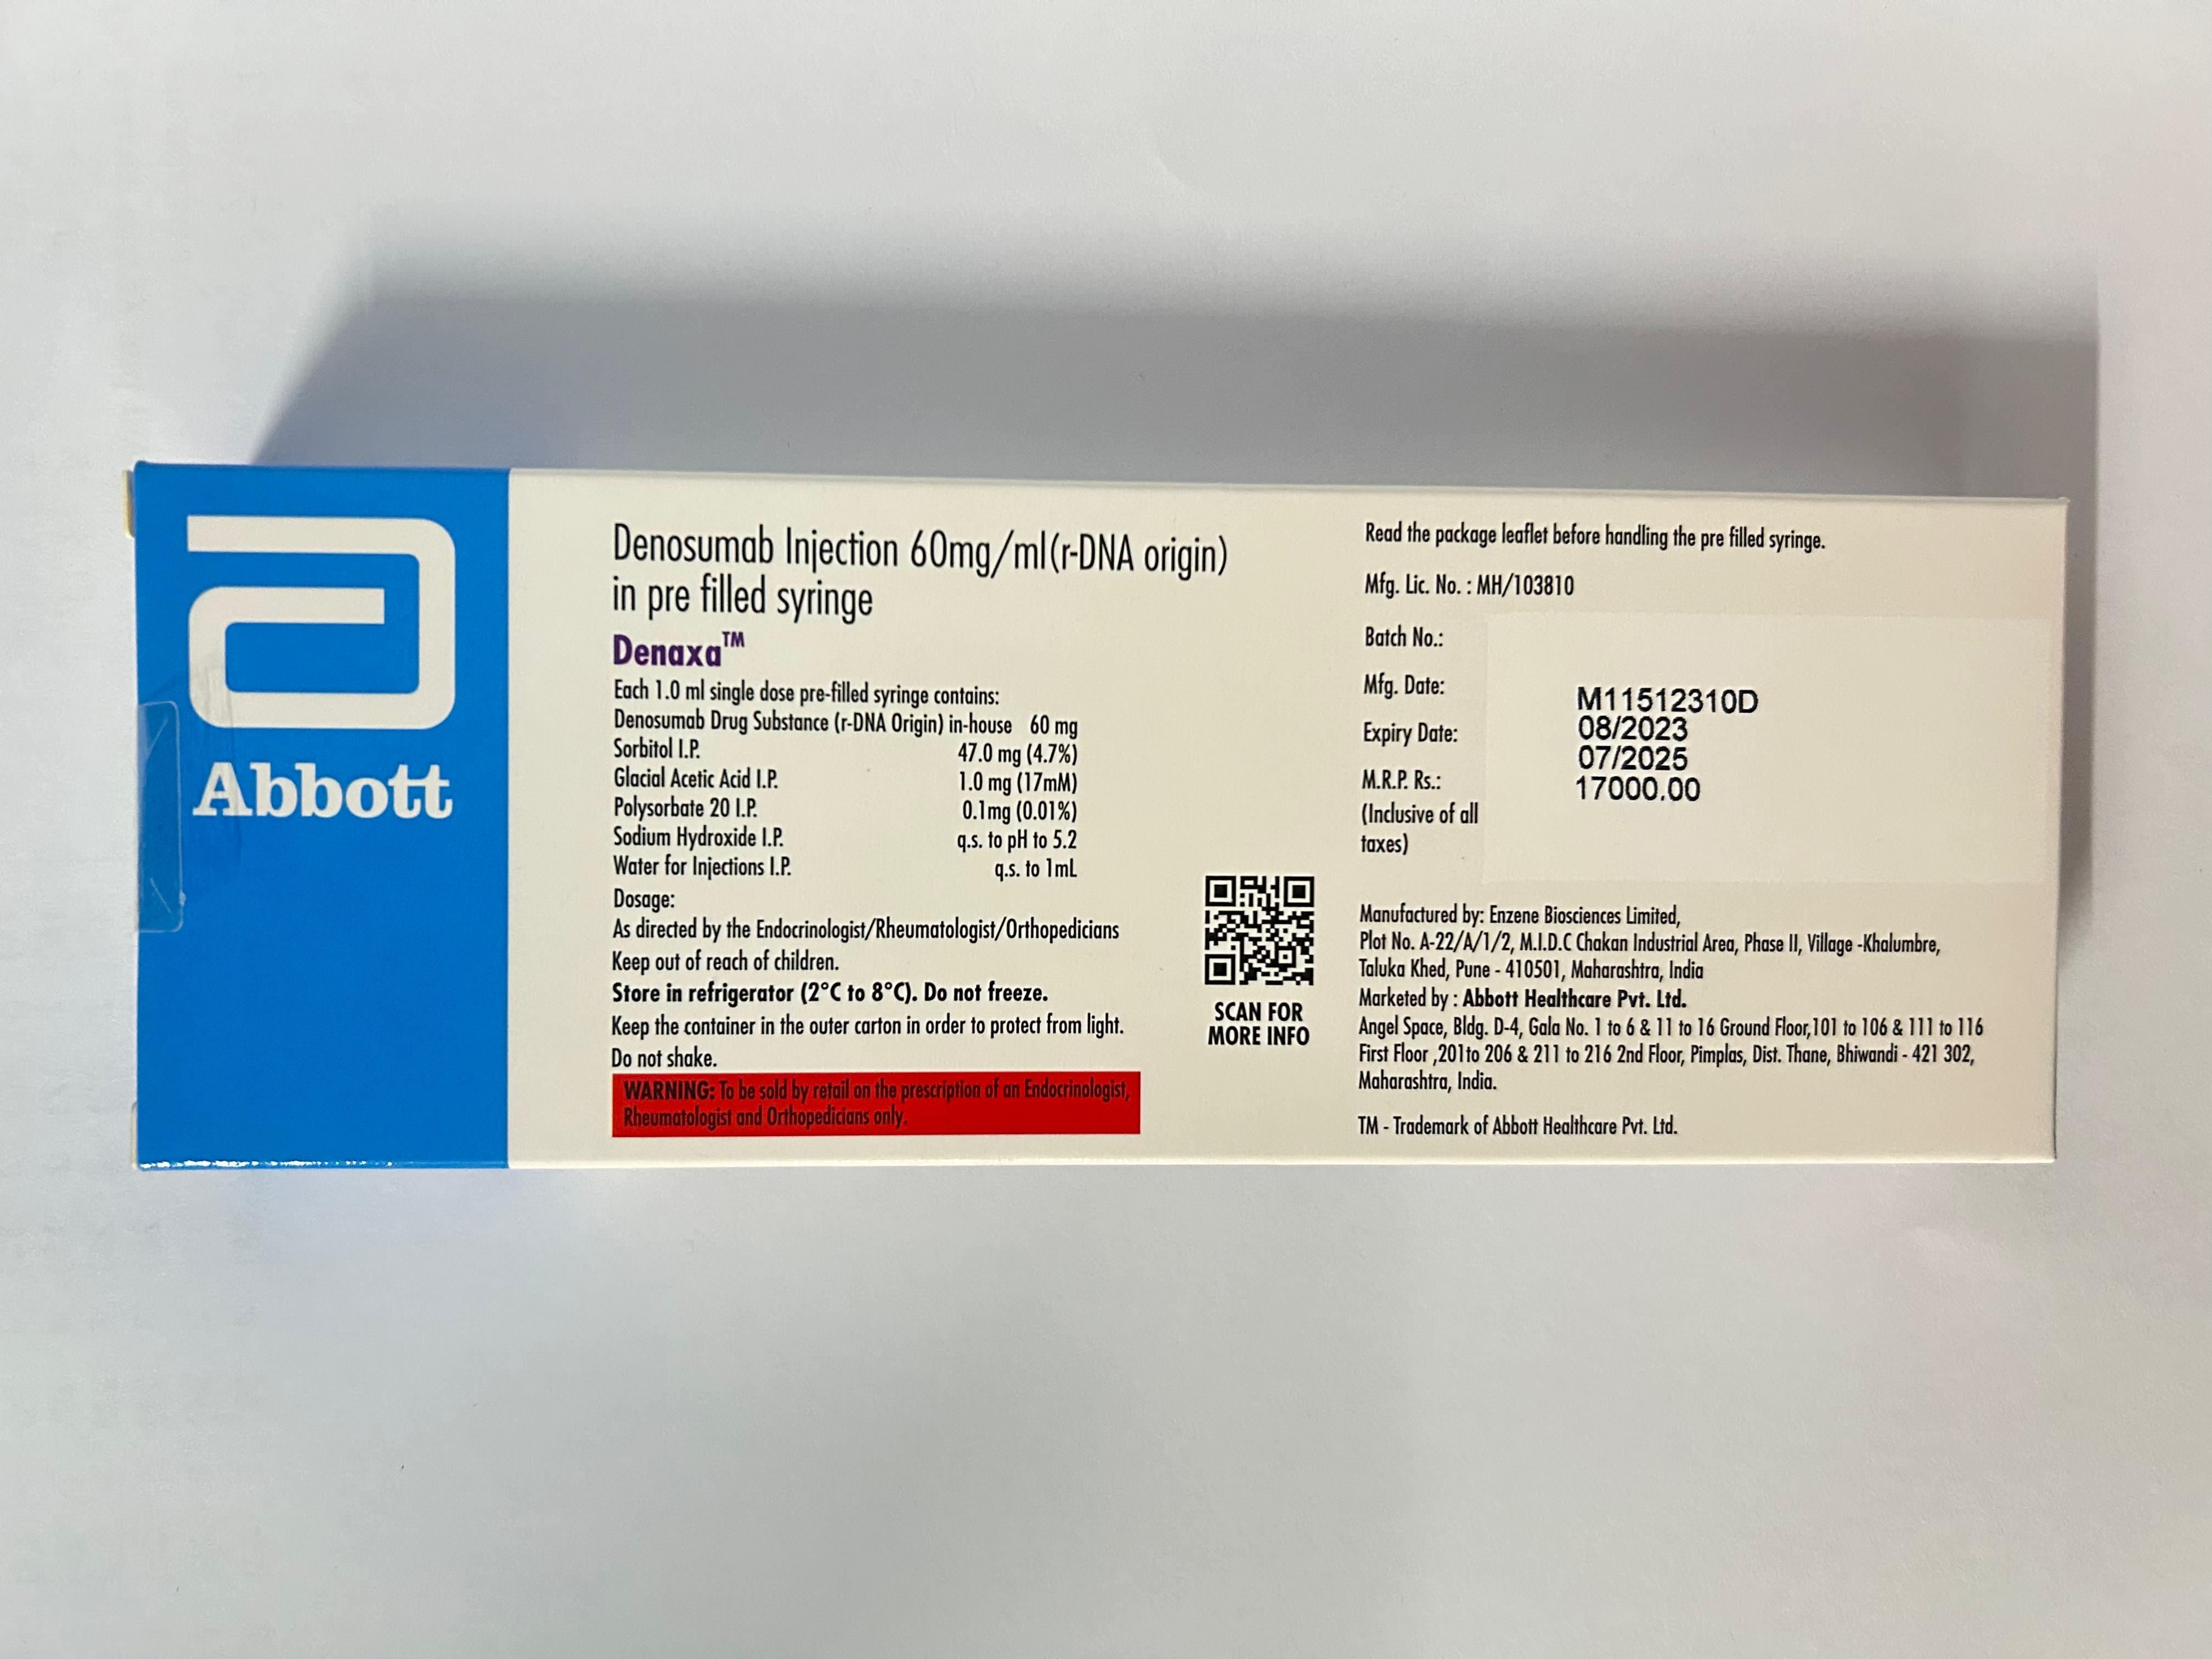 Abbott
Denosumab Injection 60mg/ml(r-DNA origin)
in pre filled syringe
Denaxa™
Each 1.0 ml single dose pre-filled syringe contains:
Denosumab Drug Substance (r-DNA Origin) in-house 60 mg
Sorbitol I.P. 47.0 mg (4.7%)
Glacial Acetic Acid I.P. 1.0 mg (17mM)
Polysorbate 20 I.P. 0.1mg (0.01%)
Sodium Hydroxide I.P. q.s. to pH to 5.2
Water for Injections I.P. q.s. to 1mL
Dosage:
As directed by the Endocrinologist/Rheumatologist/Orthopedicians
Keep out of reach of children.
Store in refrigerator (2°C to 8°C). Do not freeze.
Keep the container in the outer carton in order to protect from light.
Do not shake.
WARNING: To be sold by retail on the prescription of an Endocrinologist,
Rheumatologist and Orthopedicians only.
SCAN FOR
MORE INFO
Read the package leaflet before handling the pre filled syringe.
Mfg. Lic. No. : MH/103810
Batch No.: M11512310D
Mfg. Date: 08/2023
Expiry Date: 07/2025
M.R.P. Rs.: 17000.00
(Inclusive of all
taxes)
Manufactured by: Enzene Biosciences Limited,
Plot No. A-22/A/1/2, M.I.D.C Chakan Industrial Area, Phase II, Village -Khalumbre,
Taluka Khed, Pune - 410501, Maharashtra, India
Marketed by : Abbott Healthcare Pvt. Ltd.
Angel Space, Bldg. D-4, Gala No. 1 to 6 & 11 to 16 Ground Floor,101 to 106 & 111 to 116
First Floor ,201to 206 & 211 to 216 2nd Floor, Pimplas, Dist. Thane, Bhiwandi - 421 302,
Maharashtra, India.
TM - Trademark of Abbott Healthcare Pvt. Ltd.